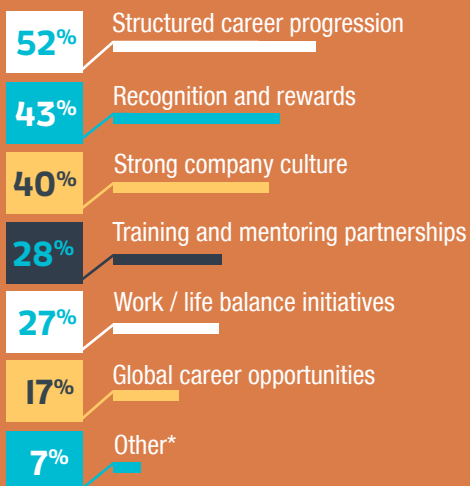 52% Structured career progression
43% Recognition and rewards
40% Strong company culture
28% Training and mentoring partnerships
27% Work / life balance initiatives
17% Global career opportunities
7% Other*